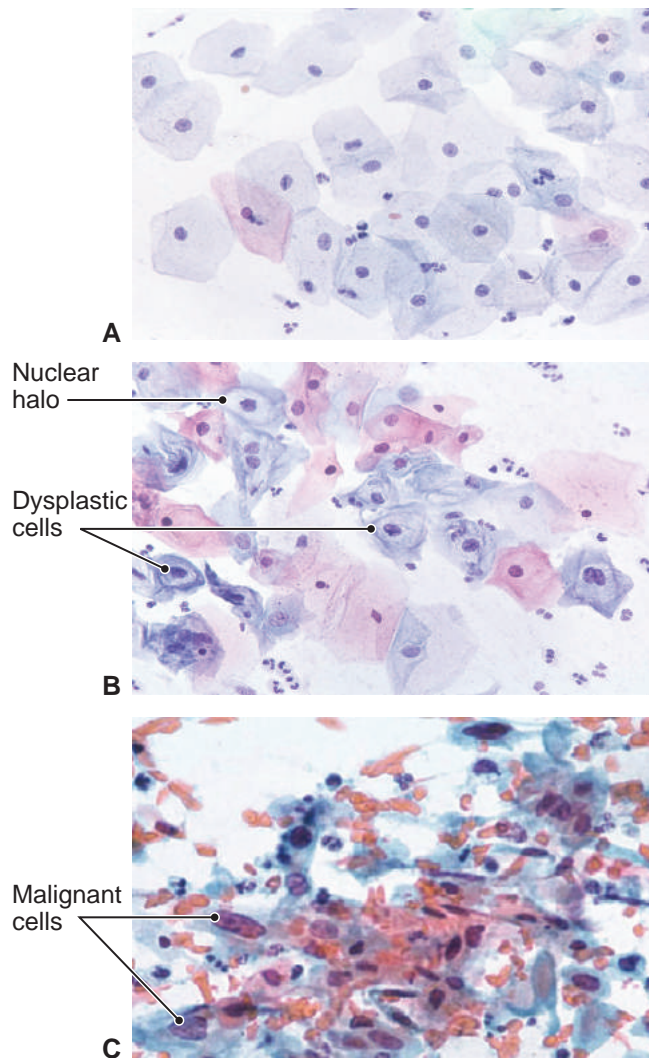 A
Nuclear
halo
Dysplastic
cells
B
Malignant
cells
C